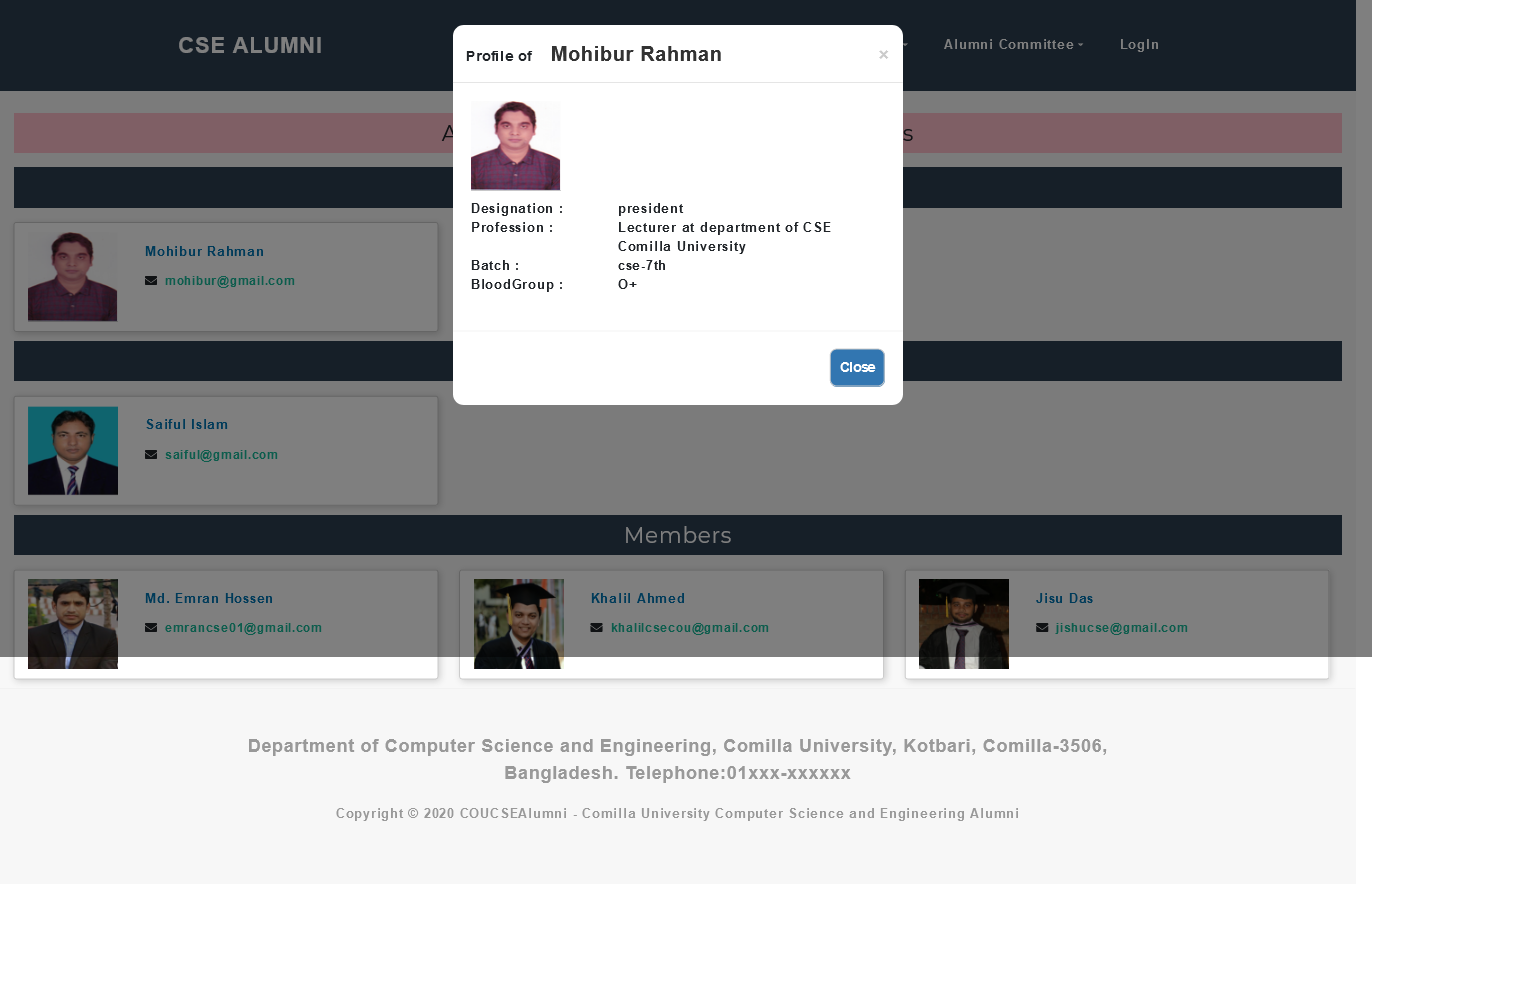 CSE ALUMNI
Alumni Committee
LogIn
Profile of Mohibur Rahman
×
Designation : president
Profession : Lecturer at department of CSE
Comilla University
Batch : cse-7th
BloodGroup : O+
Close
Mohibur Rahman
mohibur@gmail.com
Saiful Islam
saiful@gmail.com
Members
Md. Emran Hossen
emrancse01@gmail.com
Khalil Ahmed
khalilcsecou@gmail.com
Jisu Das
jishucse@gmail.com
Department of Computer Science and Engineering, Comilla University, Kotbari, Comilla-3506,
Bangladesh. Telephone:01xxx-xxxxxx
Copyright © 2020 COUCSEAlumni - Comilla University Computer Science and Engineering Alumni